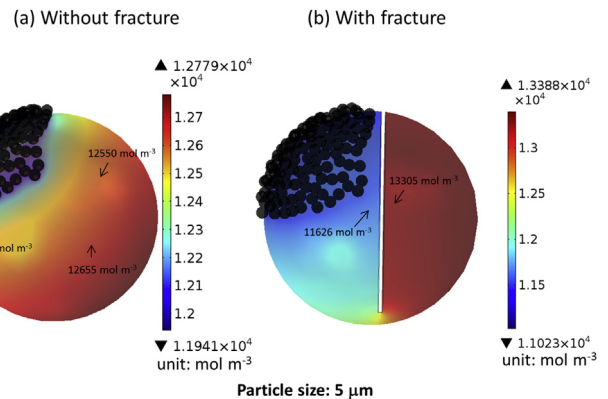 (a) Without fracture
(b) With fracture
▲ 1.2779×10⁴
×10⁴
1.27
1.26
1.25
1.24
1.23
1.22
1.21
1.2
▼ 1.1941×10⁴
unit: mol m⁻³
12550 mol m⁻³
mol m⁻³
12655 mol m⁻³
▲ 1.3388×10⁴
×10⁴
1.3
1.25
1.2
1.15
▼ 1.1023×10⁴
unit: mol m⁻³
13305 mol m⁻³
11626 mol m⁻³
Particle size: 5 μm